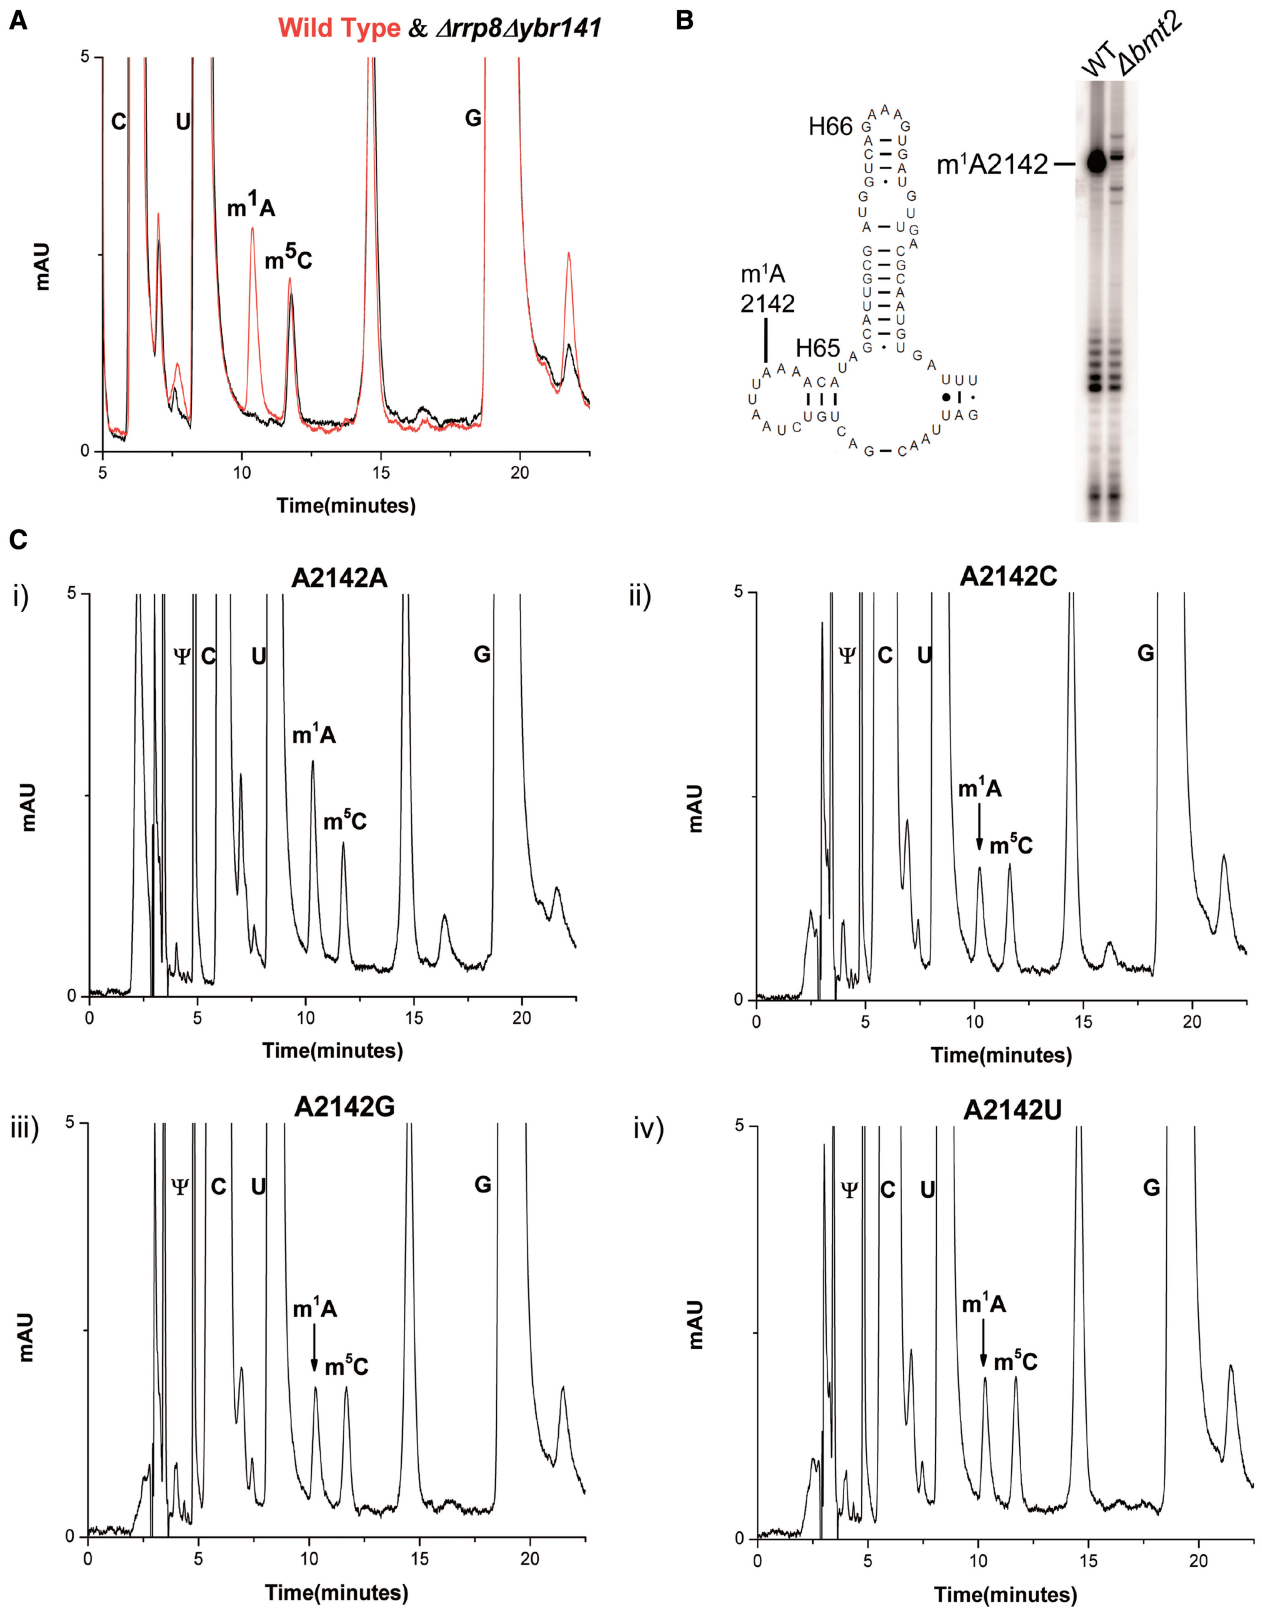 A
Wild Type & Δrrp8Δybr141
5
C
U
G
m¹A
m⁵C
mAU
0
5
10
15
20
Time(minutes)
B
WT
Δbmt2
m¹A2142
H66
A A A
A G
G U
A G
C A
U U
G G
G U
U G
A U A
G C
C G
G C
U A
U A
A U
C G
G U
m¹A
2142
H65
A A A A C A U A
G A U U U
U U A A U C U G U
C A G C A A U U A G
C
i)
A2142A
5
Ψ
C
U
G
m¹A
m⁵C
mAU
0
0
5
10
15
20
Time(minutes)
ii)
A2142C
5
Ψ
C
U
G
m¹A
m⁵C
mAU
0
0
5
10
15
20
Time(minutes)
iii)
A2142G
5
Ψ
C
U
G
m¹A
m⁵C
mAU
0
0
5
10
15
20
Time(minutes)
iv)
A2142U
5
Ψ
C
U
G
m¹A
m⁵C
mAU
0
0
5
10
15
20
Time(minutes)